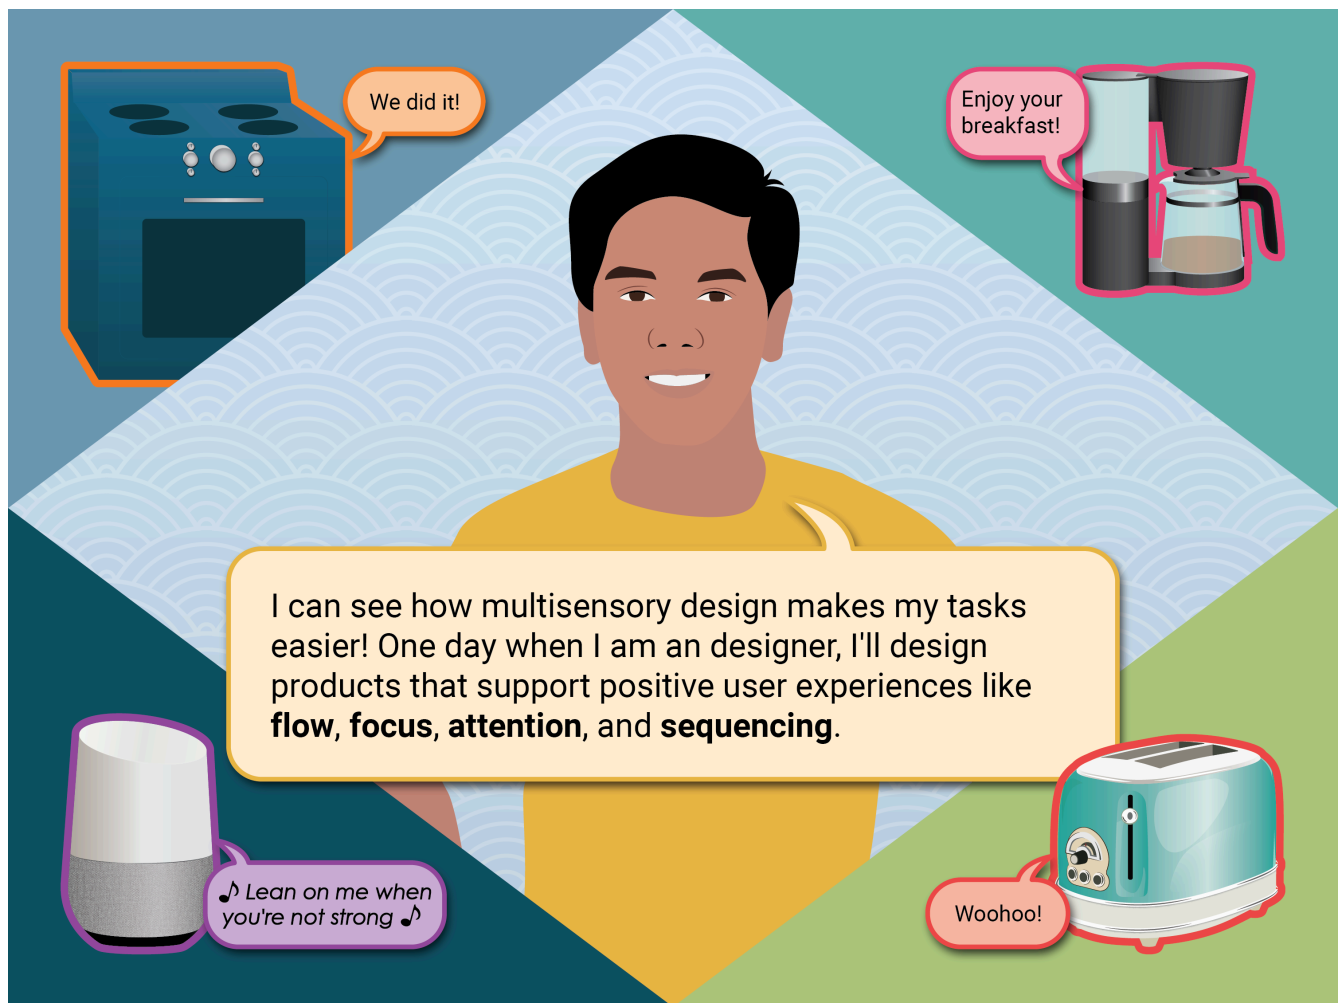 We did it!
Enjoy your
breakfast!
I can see how multisensory design makes my tasks
easier! One day when I am an designer, I'll design
products that support positive user experiences like
flow, focus, attention, and sequencing.
♪ Lean on me when
you're not strong ♪
Woohoo!